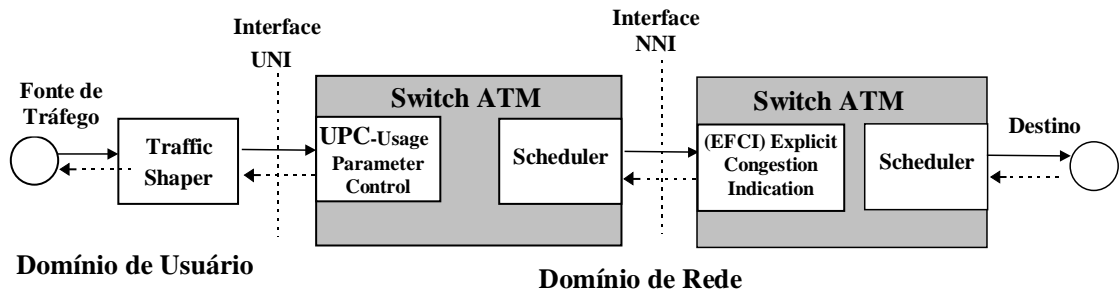 Fonte de
Tráfego
Traffic
Shaper
Interface
UNI
Switch ATM
UPC-Usage
Parameter
Control
Scheduler
Interface
NNI
Switch ATM
(EFCI) Explicit
Congestion
Indication
Scheduler
Destino
Domínio de Usuário
Domínio de Rede